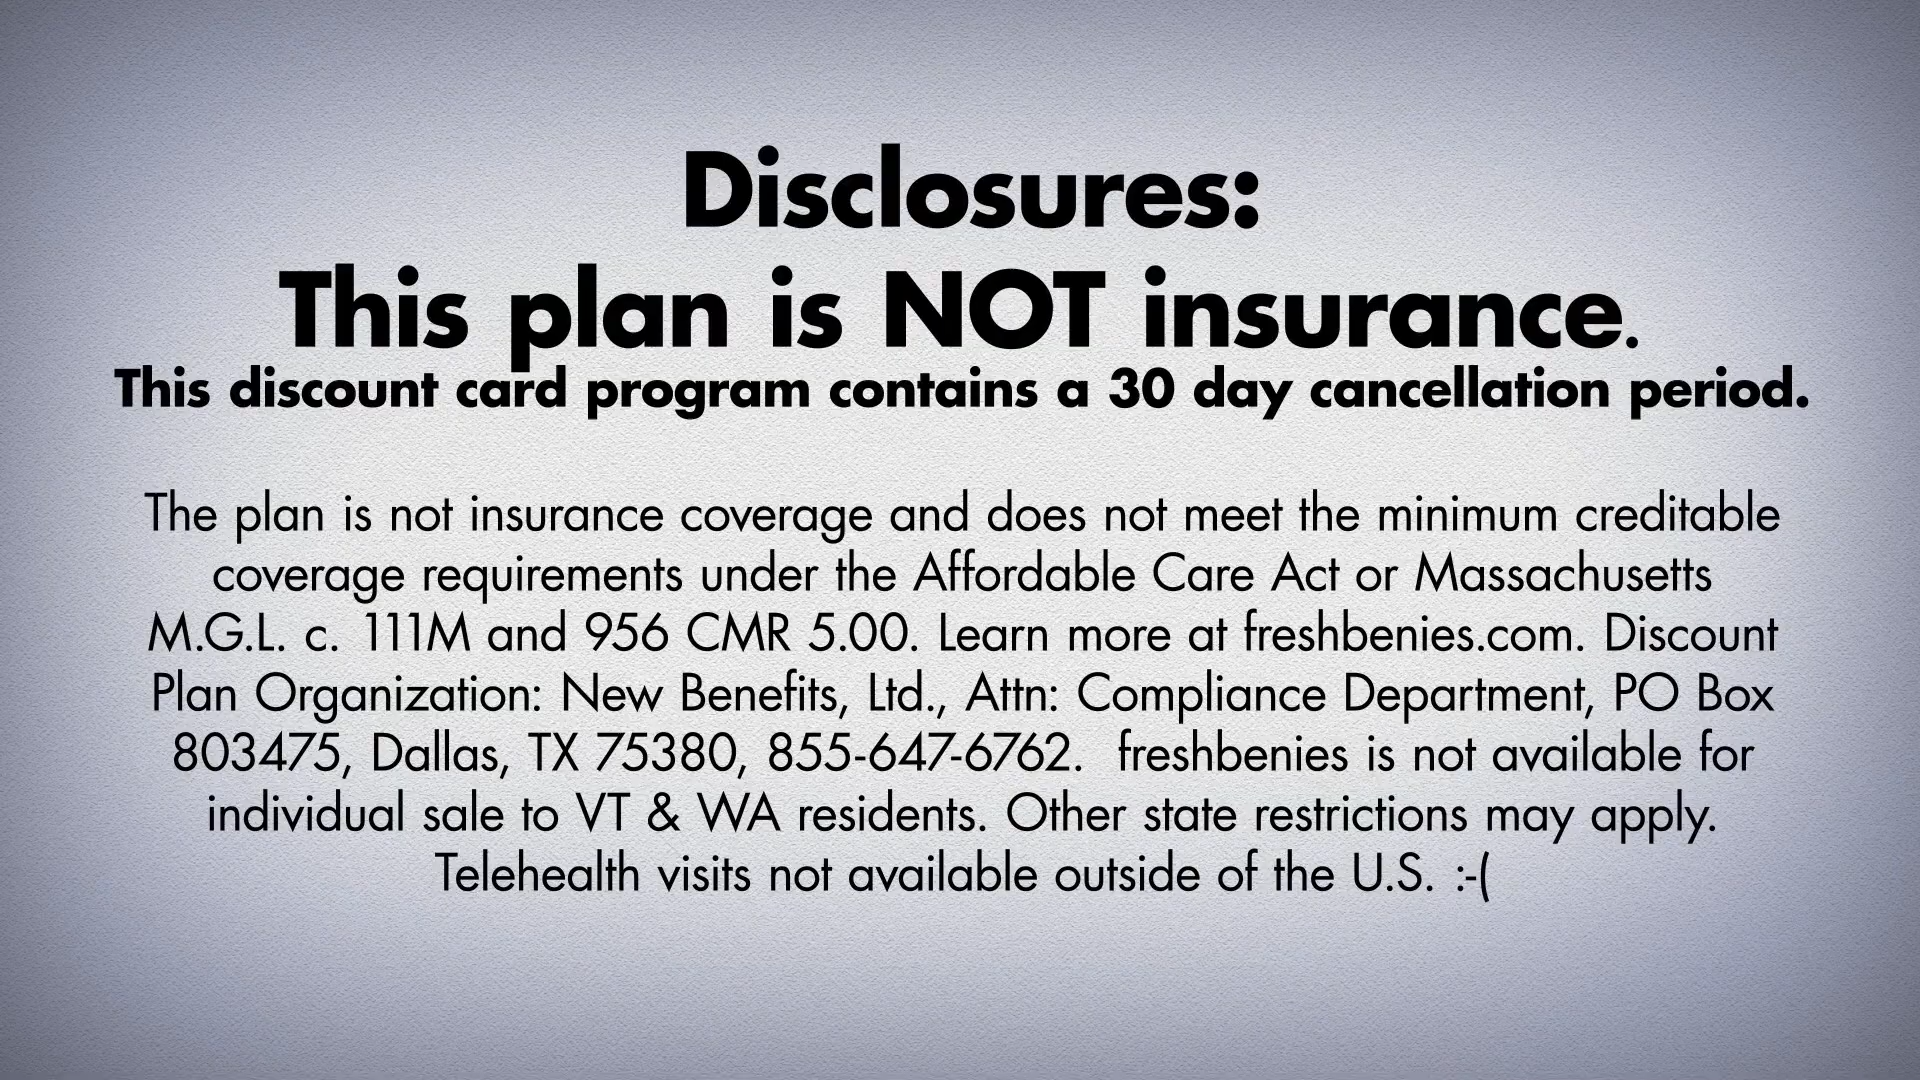 Disclosures:
This plan is NOT insurance.
This discount card program contains a 30 day cancellation period.
The plan is not insurance coverage and does not meet the minimum creditable
coverage requirements under the Affordable Care Act or Massachusetts
M.G.L. c. 111M and 956 CMR 5.00. Learn more at freshbenies.com. Discount
Plan Organization: New Benefits, Ltd., Attn: Compliance Department, PO Box
803475, Dallas, TX 75380, 855-647-6762.  freshbenies is not available for
individual sale to VT & WA residents. Other state restrictions may apply.
Telehealth visits not available outside of the U.S. :-(